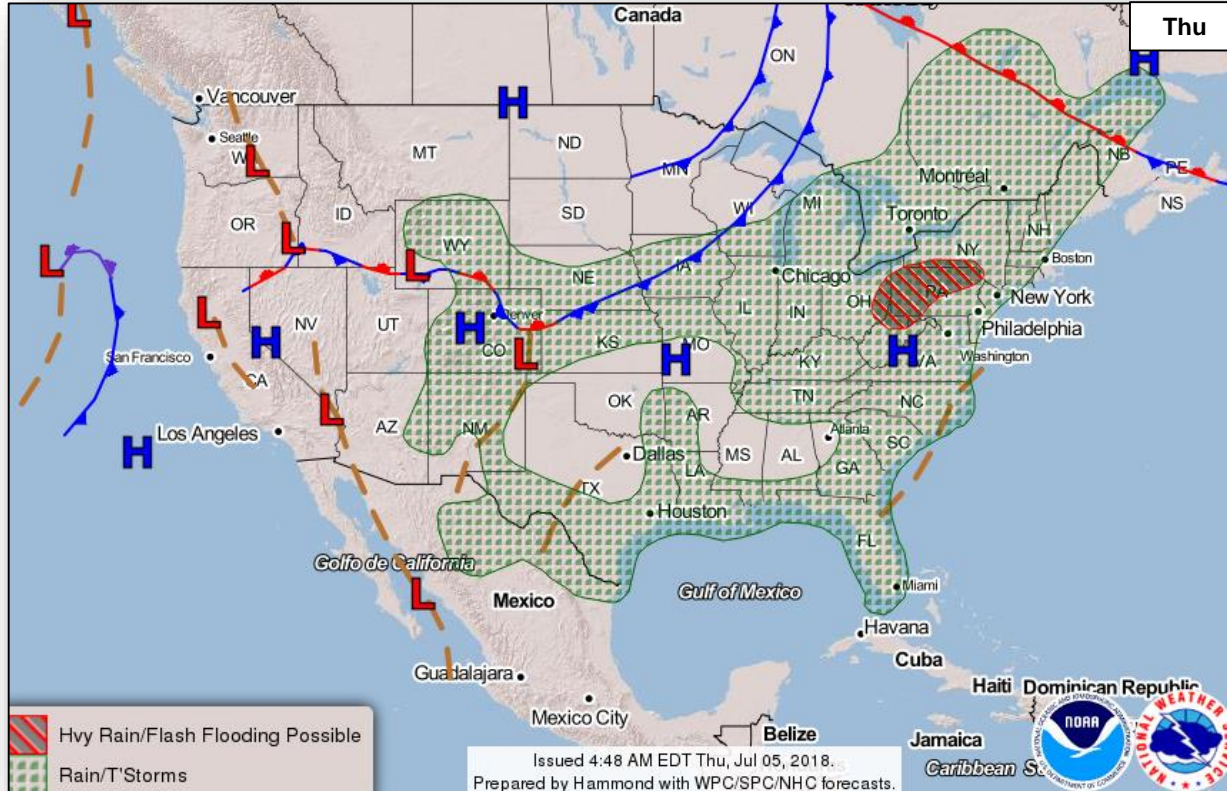 Thu
Canada
ON
Vancouver
Seattle
MT
ND
MN
NB
PE
Montréal
NS
OR
ID
SD
WI
MI
Toronto
NH
WY
NY
Boston
NE
IA
Chicago
OH
PA
New York
NV
UT
Denver
IL
IN
Philadelphia
San Francisco
CO
KS
MO
KY
VA
Washington
CA
TN
NC
OK
AR
Los Angeles
AZ
NM
Atlanta
SC
Dallas
MS
AL
GA
LA
TX
Houston
FL
Golfo de California
Gulf of Mexico
Miami
Mexico
Havana
Cuba
Guadalajara
Haiti
Dominican Republic
Mexico City
Belize
Jamaica
Caribbean
H
H
H
H
H
H
H
L
L
L
L
L
L
L
L
L
Hvy Rain/Flash Flooding Possible
Rain/T'Storms
Issued 4:48 AM EDT Thu, Jul 05, 2018.
Prepared by Hammond with WPC/SPC/NHC forecasts.
NOAA
NATIONAL WEATHER